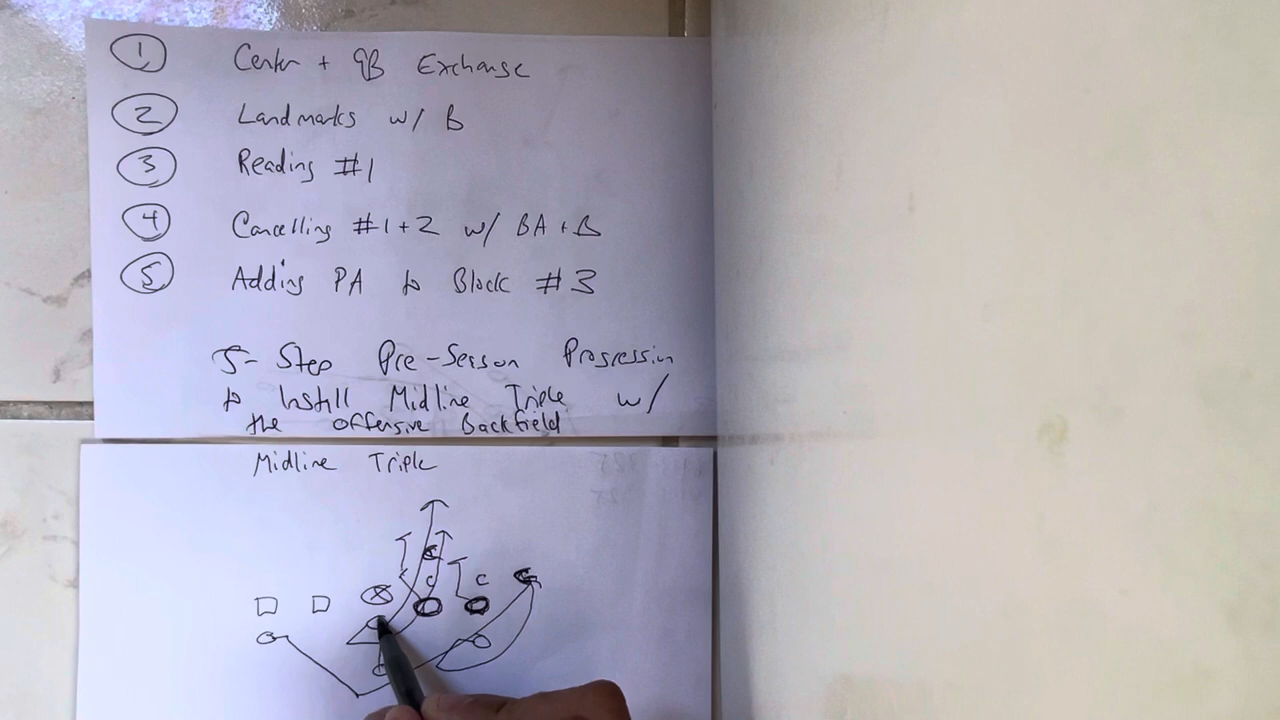 ① Center + QB Exchange
② Landmarks w/ B
③ Reading #1
④ Cancelling #1+2 w/ BA + B
⑤ Adding PA to Block #3
5-Step Pre-Season Progression
to Install Midline Triple w/
the offensive Backfield
Midline Triple
C
C C